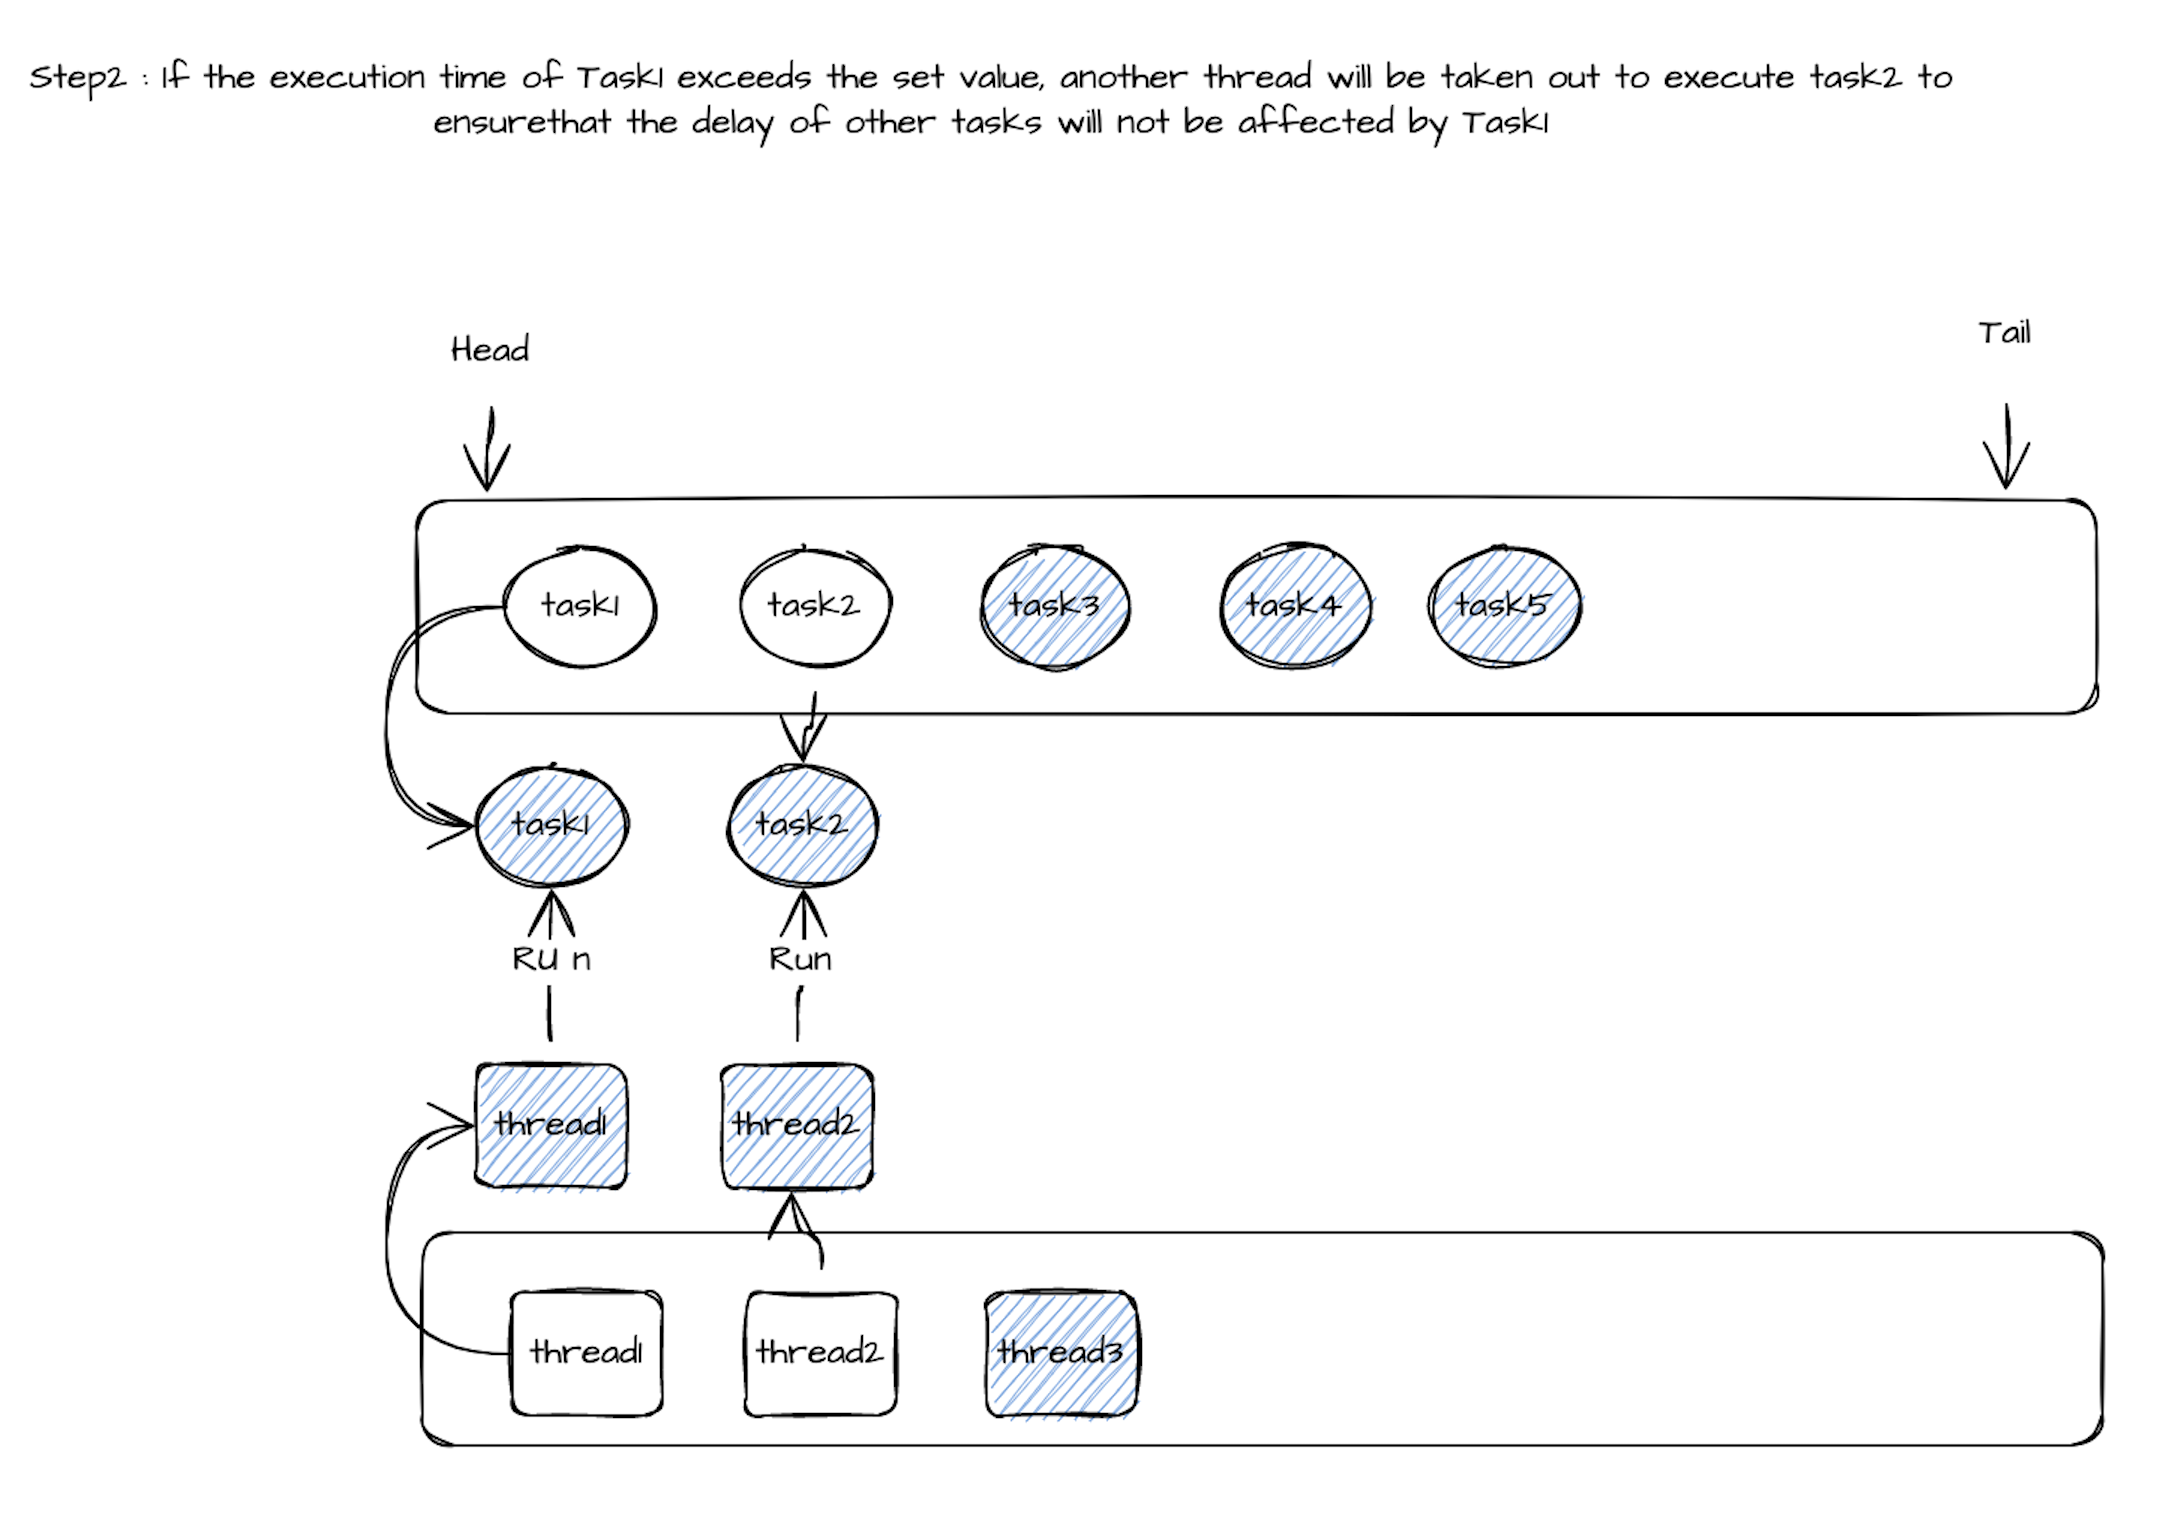 Step2 : If the execution time of Task1 exceeds the set value, another thread will be taken out to execute task2 to
ensurethat the delay of other tasks will not be affected by Task1
Head
Tail
task1
task2
task3
task4
task5
task1
task2
RU n
Run
thread1
thread2
thread1
thread2
thread3